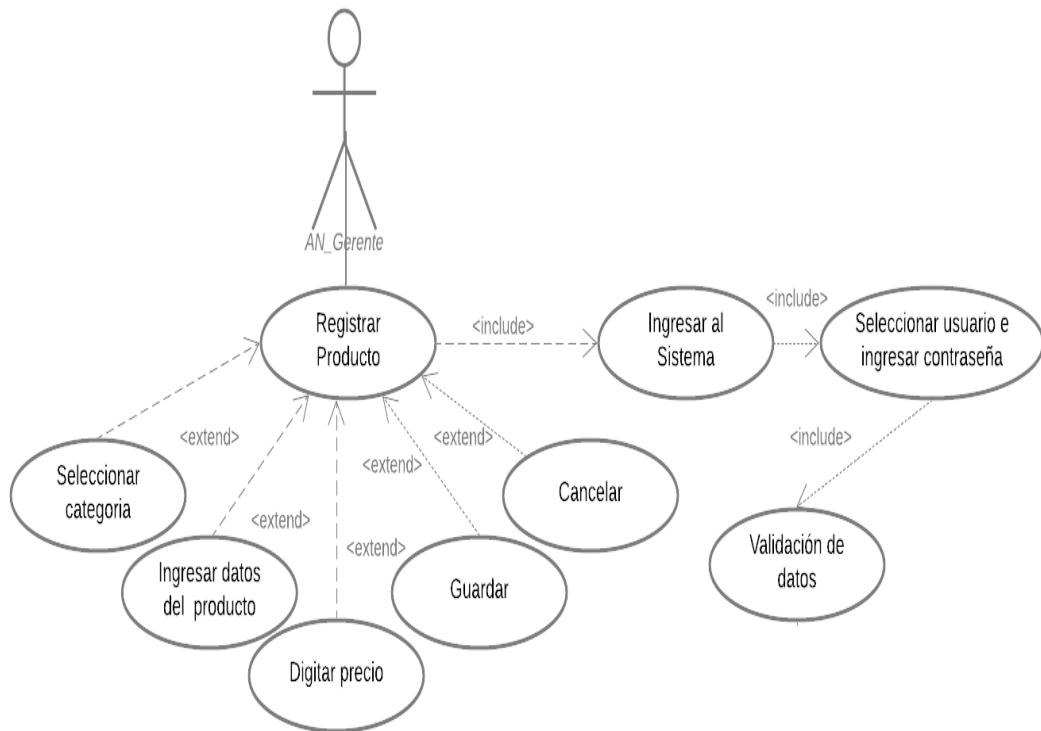 AN_Gerente
Registrar
Producto
<include>
Ingresar al
Sistema
<include>
Seleccionar usuario e
ingresar contraseña
<include>
Validación de
datos
<extend>
Seleccionar
categoria
<extend>
Ingresar datos
del producto
<extend>
Digitar precio
<extend>
Guardar
<extend>
Cancelar